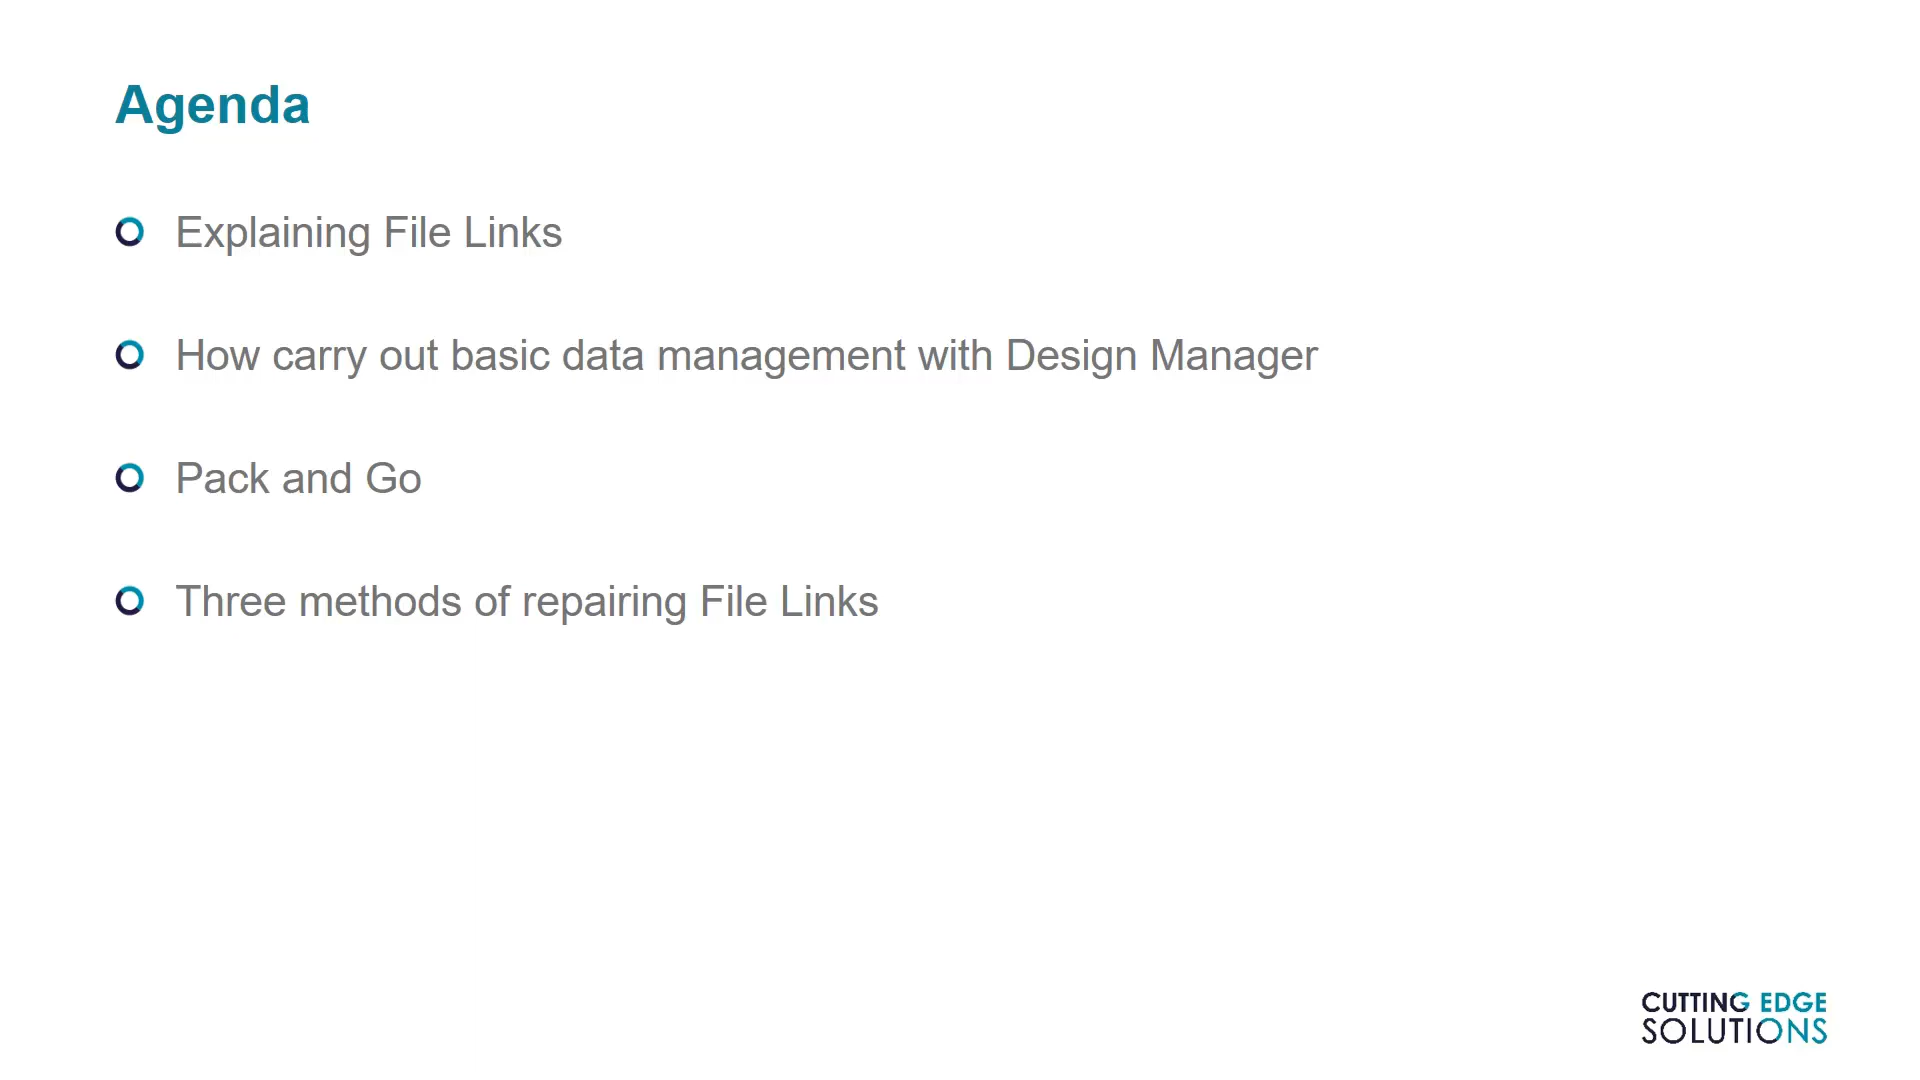 Agenda
Explaining File Links
How carry out basic data management with Design Manager
Pack and Go
Three methods of repairing File Links
CUTTING EDGE
SOLUTIONS